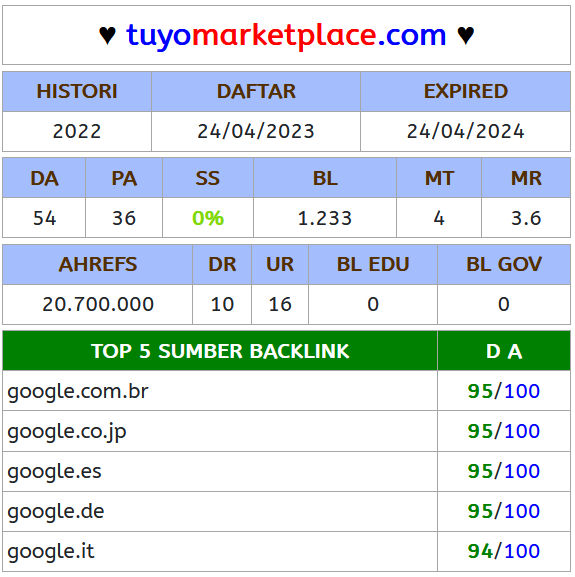 ♥ tuyomarketplace.com ♥
HISTORI DAFTAR EXPIRED
2022 24/04/2023 24/04/2024
DA PA SS BL MT MR
54 36 0% 1.233 4 3.6
AHREFS DR UR BL EDU BL GOV
20.700.000 10 16 0 0
TOP 5 SUMBER BACKLINK D A
google.com.br 95/100
google.co.jp 95/100
google.es 95/100
google.de 95/100
google.it 94/100